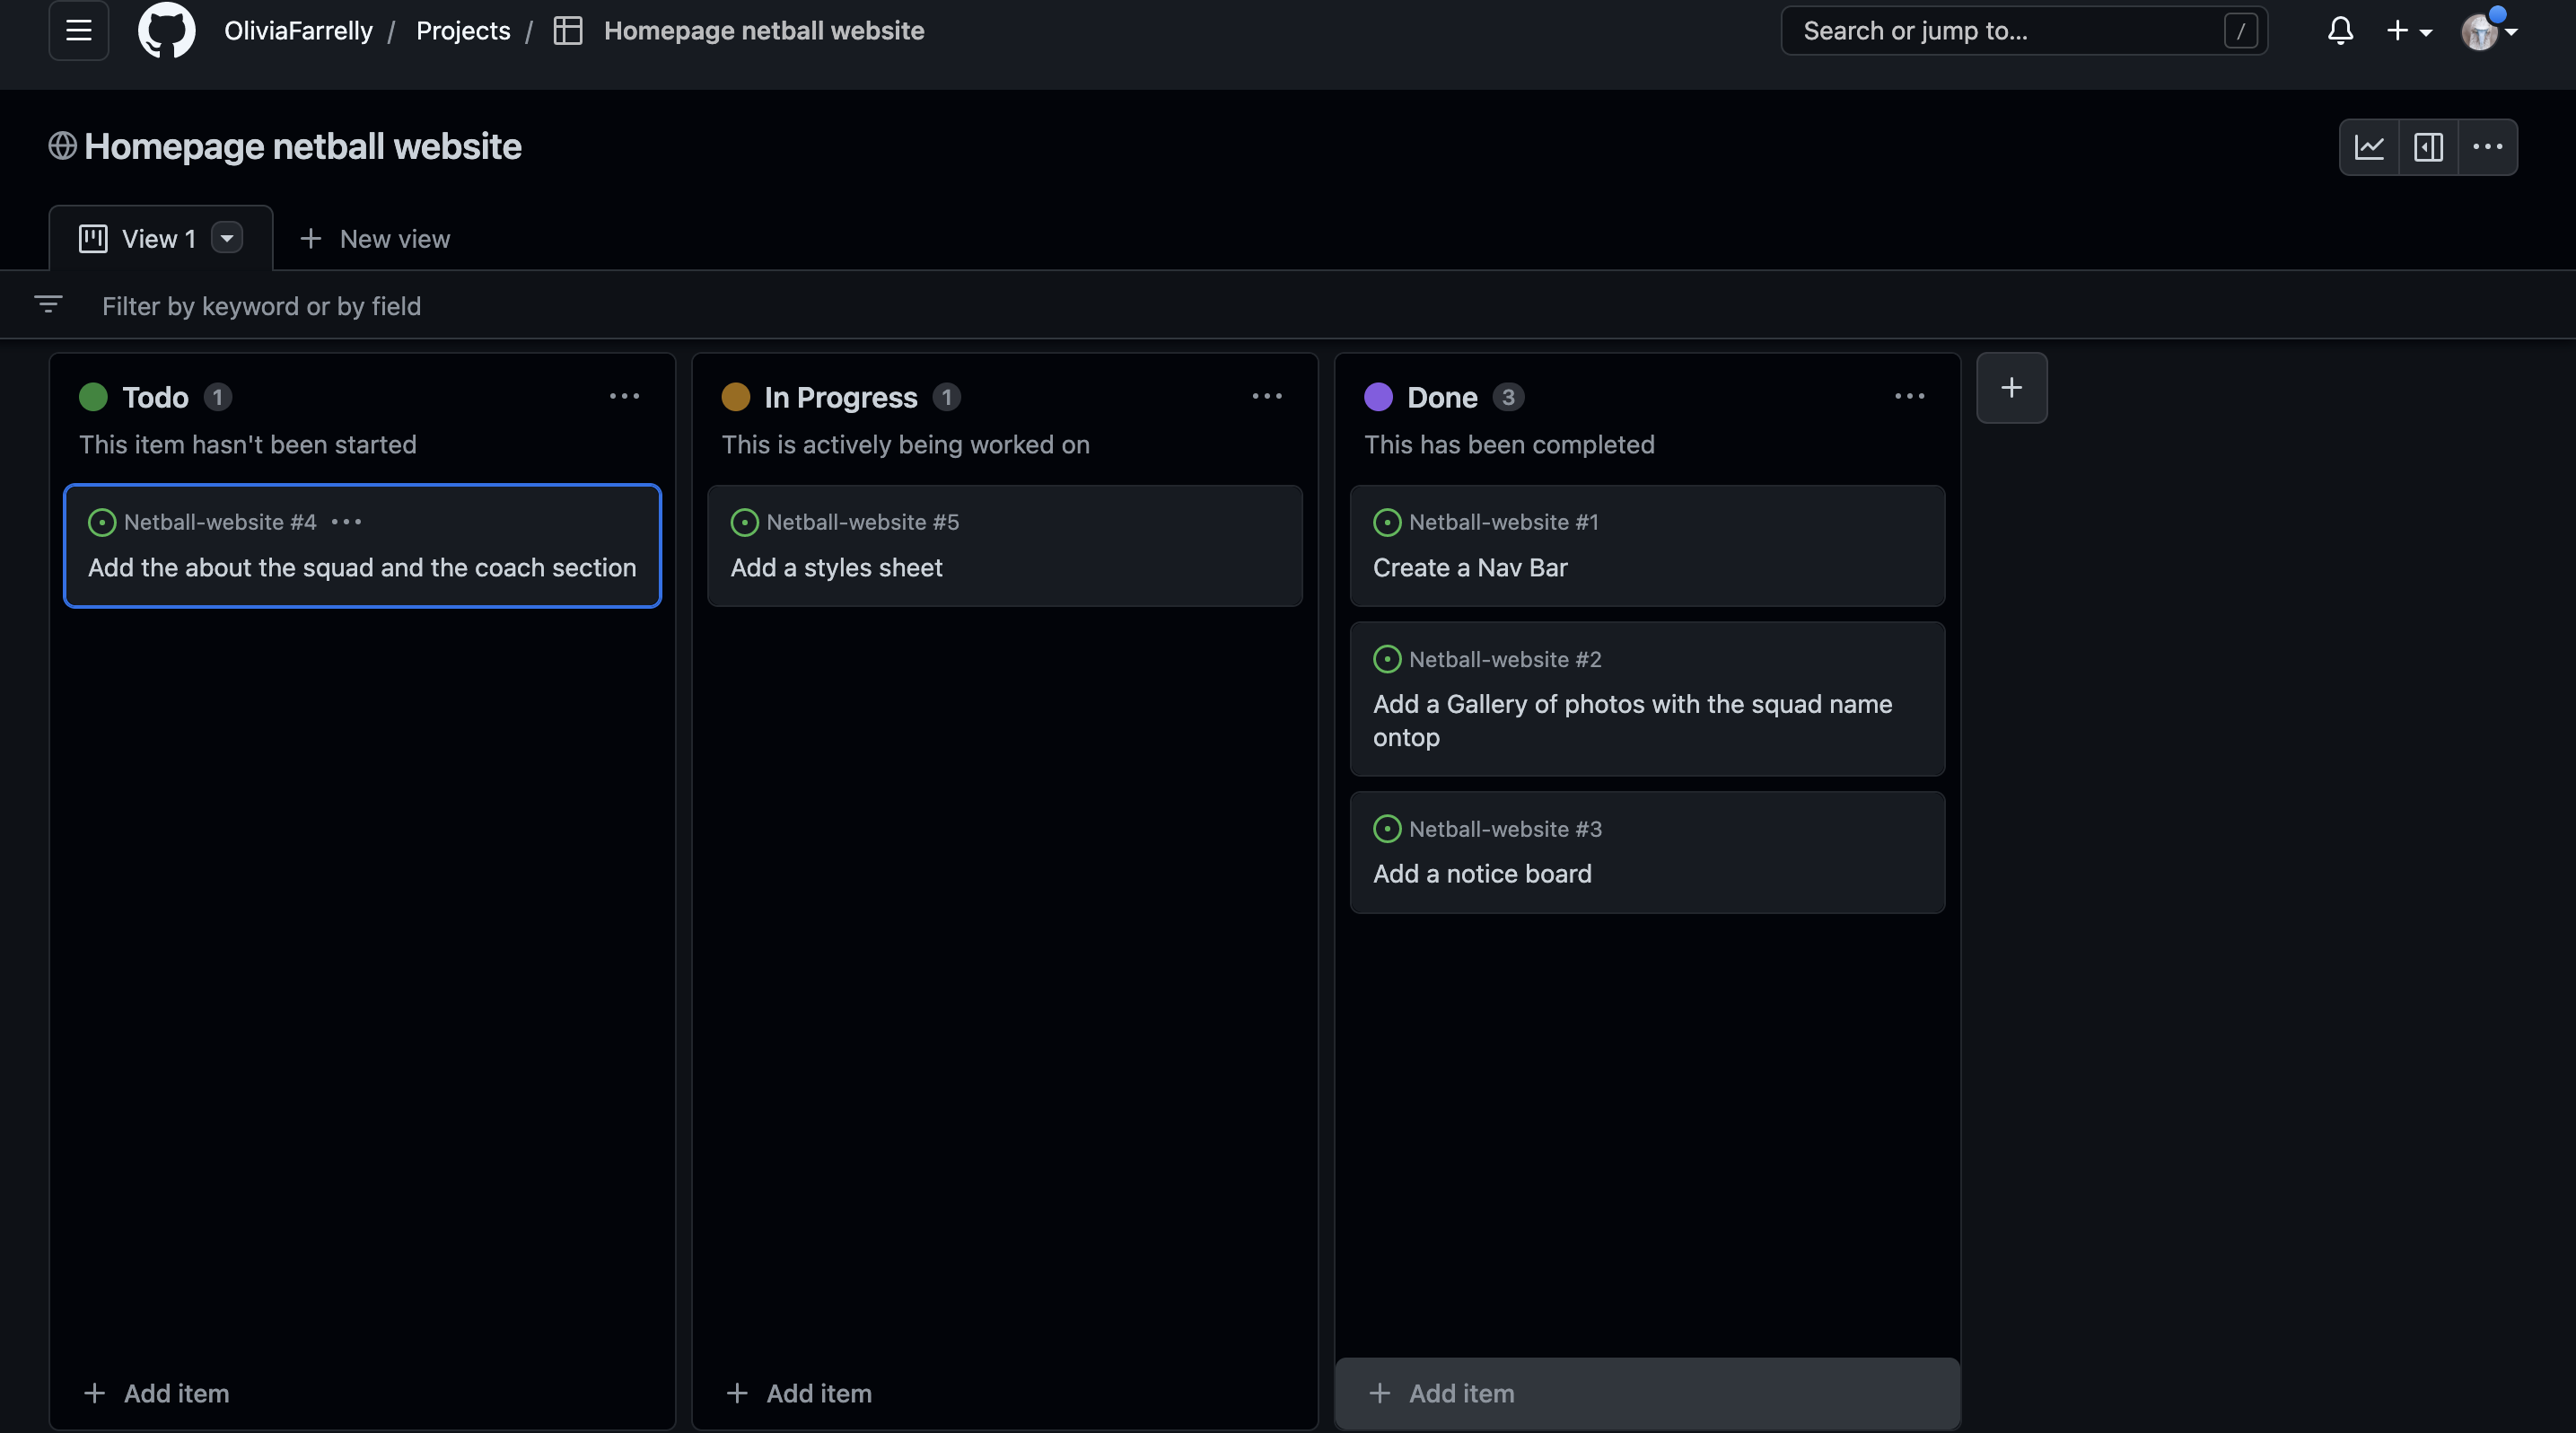 OliviaFarrelly / Projects / Homepage netball website
Search or jump to... /
Homepage netball website
View 1
New view
Filter by keyword or by field
Todo 1
This item hasn't been started
Netball-website #4
Add the about the squad and the coach section
Add item
In Progress 1
This is actively being worked on
Netball-website #5
Add a styles sheet
Add item
Done 3
This has been completed
Netball-website #1
Create a Nav Bar
Netball-website #2
Add a Gallery of photos with the squad name
ontop
Netball-website #3
Add a notice board
Add item